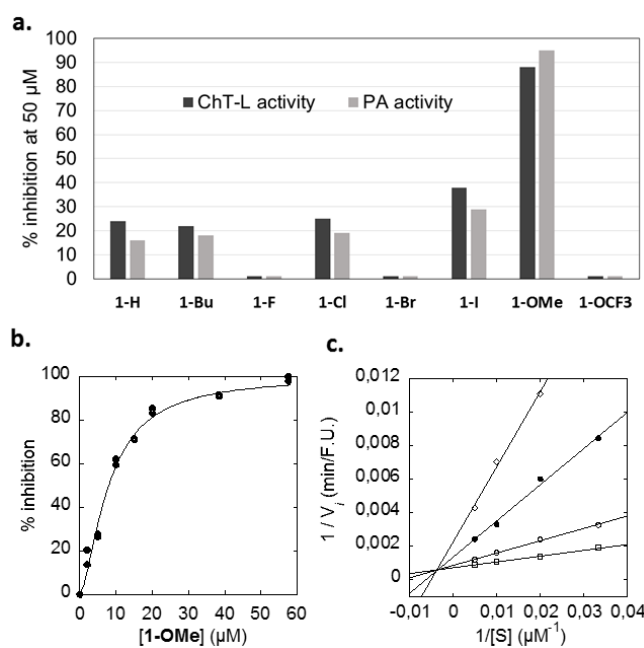 a.
100
90
80
70
60
50
40
30
20
10
0
% inhibition at 50 µM
ChT-L activity
PA activity
1-H 1-Bu 1-F 1-Cl 1-Br 1-I 1-OMe 1-OCF3
b.
100
80
60
40
20
0
% inhibition
0 10 20 30 40 50 60
[1-OMe] (µM)
c.
0,012
0,01
0,008
0,006
0,004
0,002
0
1 / Vi (min/F.U.)
-0,01 0 0,01 0,02 0,03 0,04
1/[S] (µM-1)